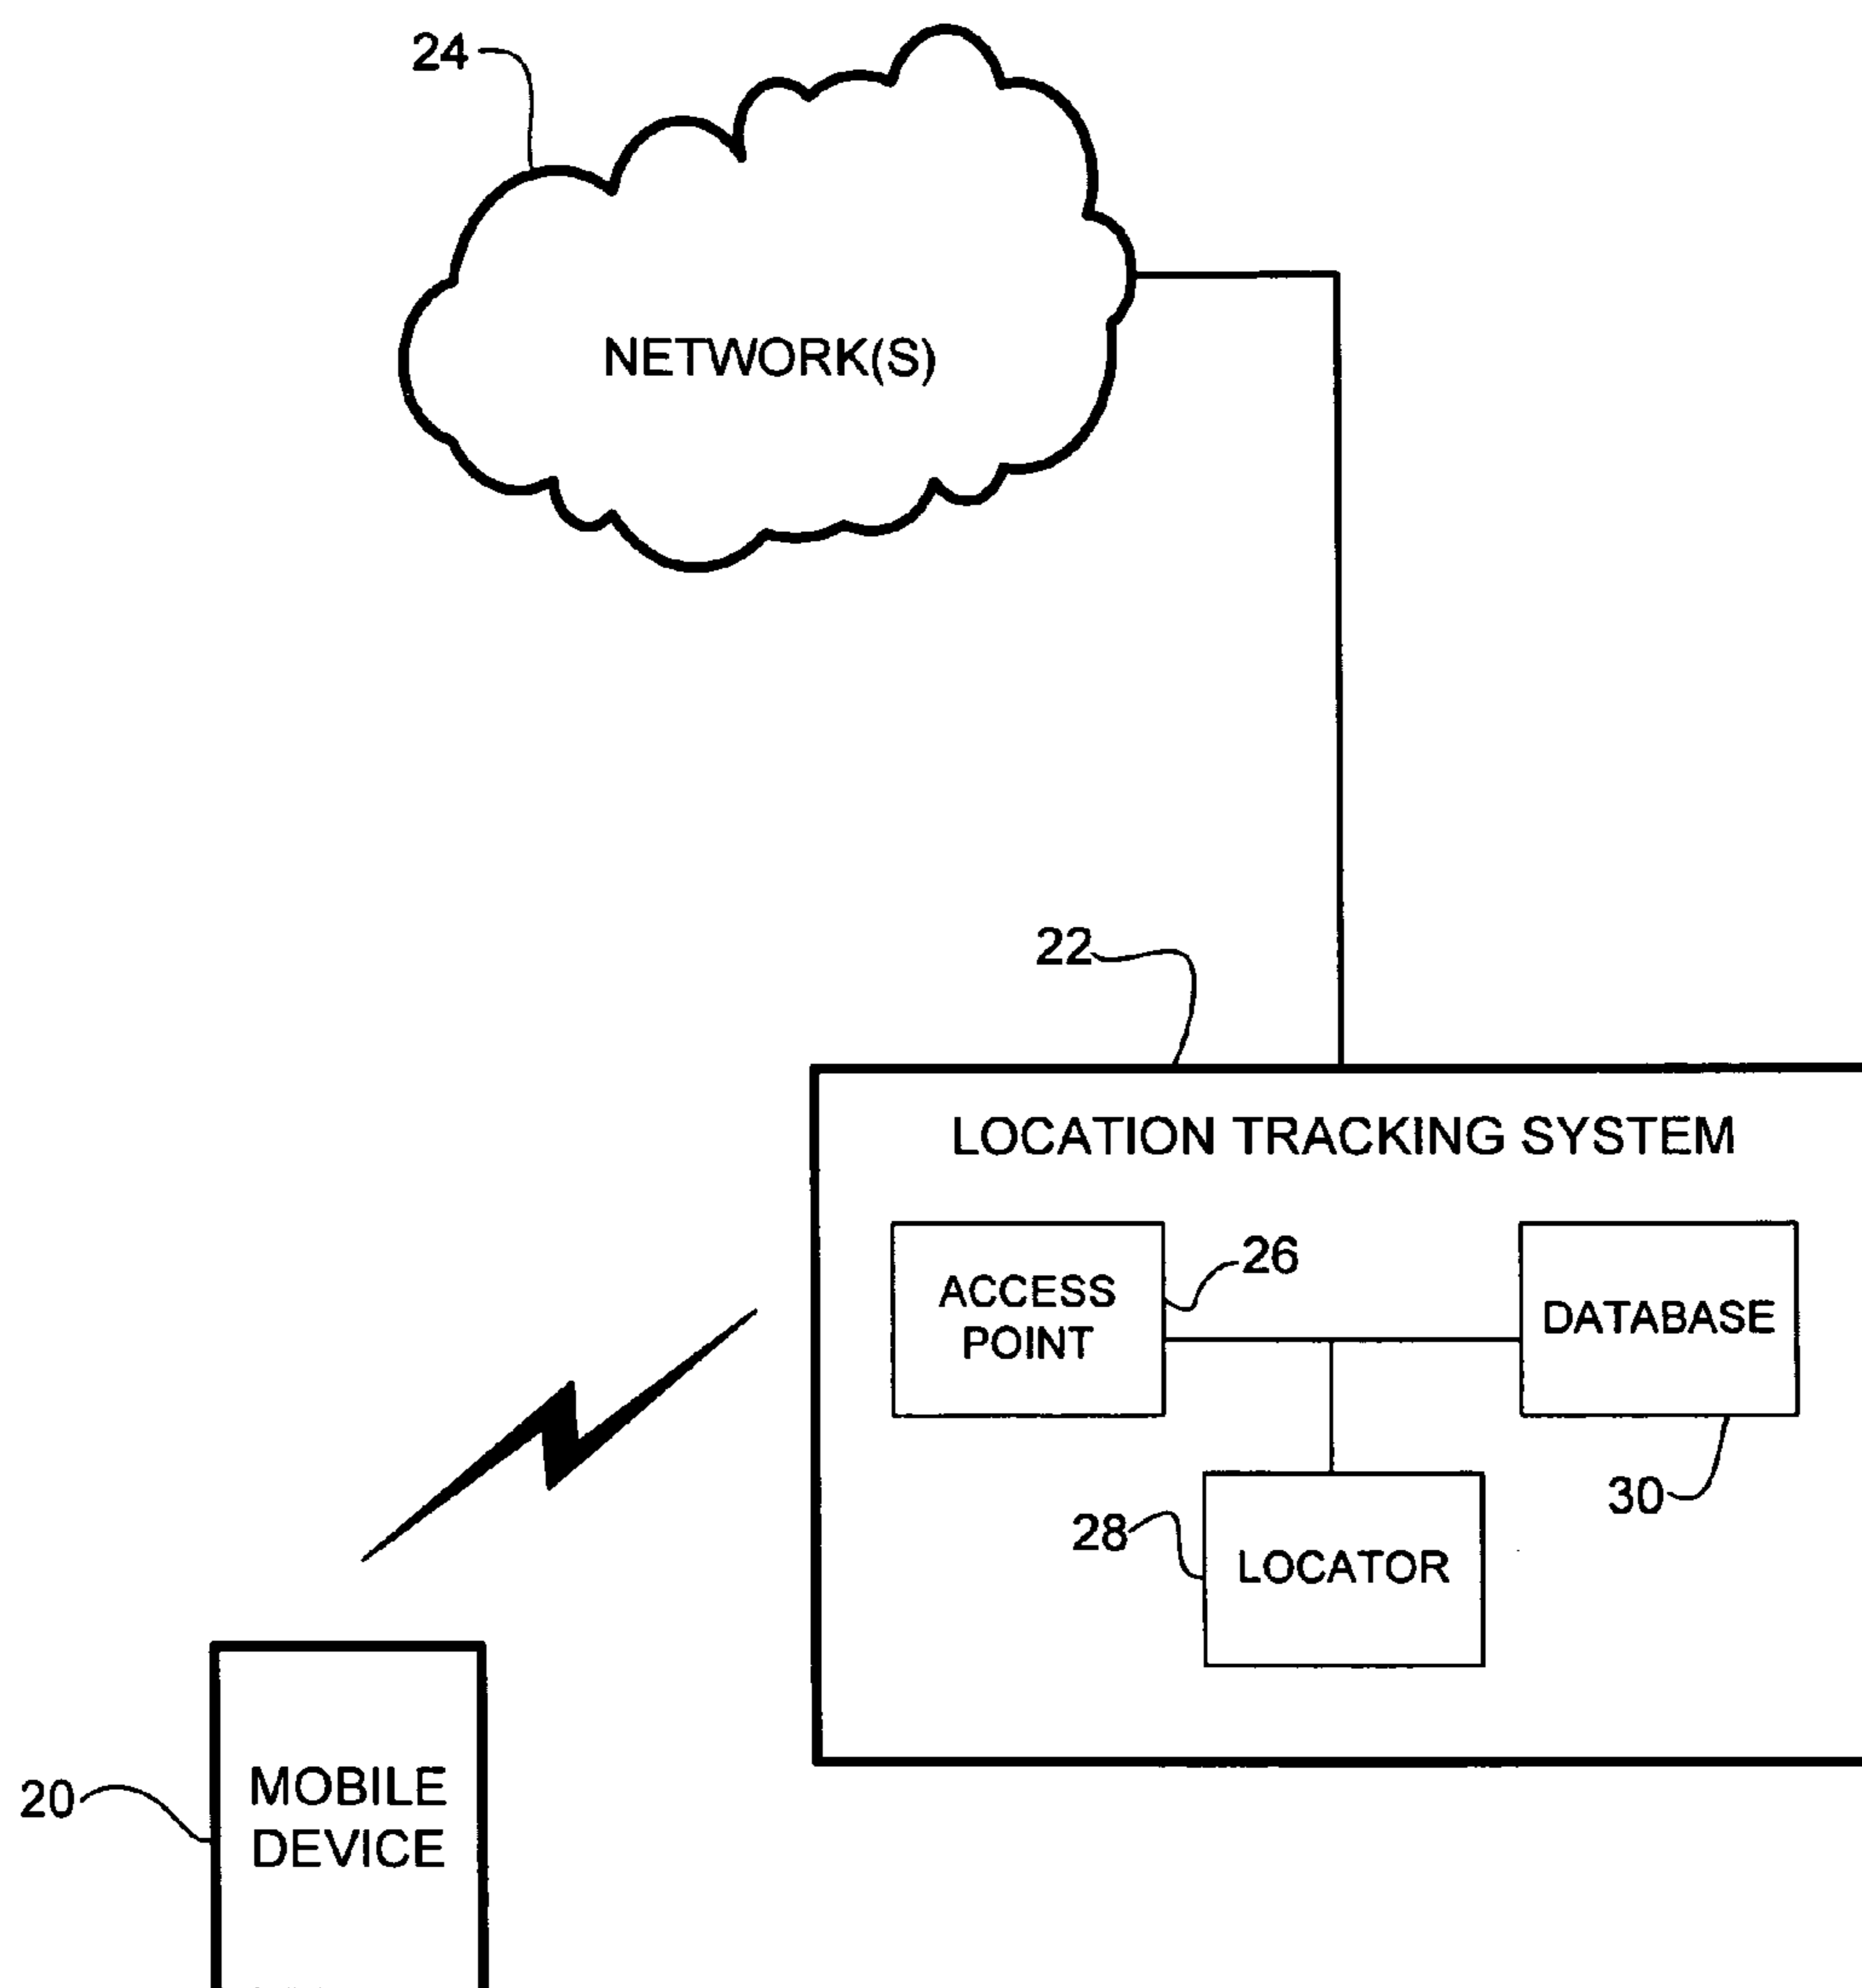 24
NETWORK(S)
22
LOCATION TRACKING SYSTEM
ACCESS
POINT
26
DATABASE
30
28
LOCATOR
20
MOBILE
DEVICE